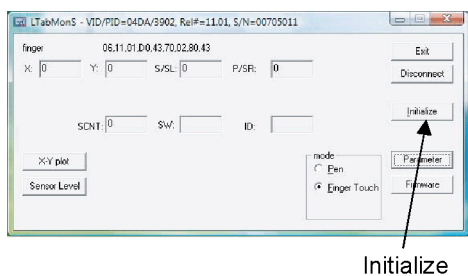 LTabMonS - VID/PID=04DA/3902, Rel#=11.01, S/N=00705011
finger 06,11,01,D0,43,70,02,80,43
Exit
X: 0 Y: 0 S/SL: 0 P/SR: 0
Disconnect
Initialize
SCNT: 0 SW: ID:
X-Y plot
mode
Parameter
Pen
Sensor Level
Finger Touch
Firmware
Initialize